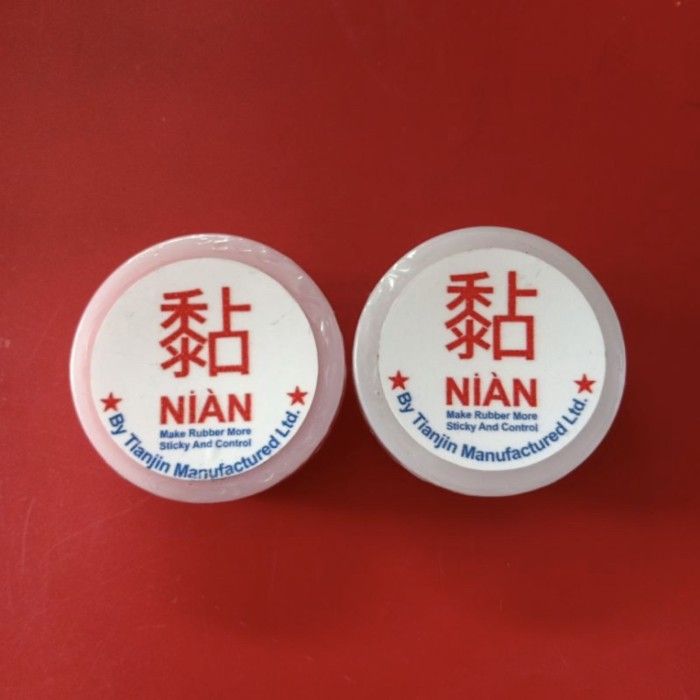 黏
NiÀN
Make Rubber More
Sticky And Control
★ By Tianjin Manufactured Ltd. ★
黏
NiÀN
Make Rubber More
Sticky And Control
★ By Tianjin Manufactured Ltd. ★